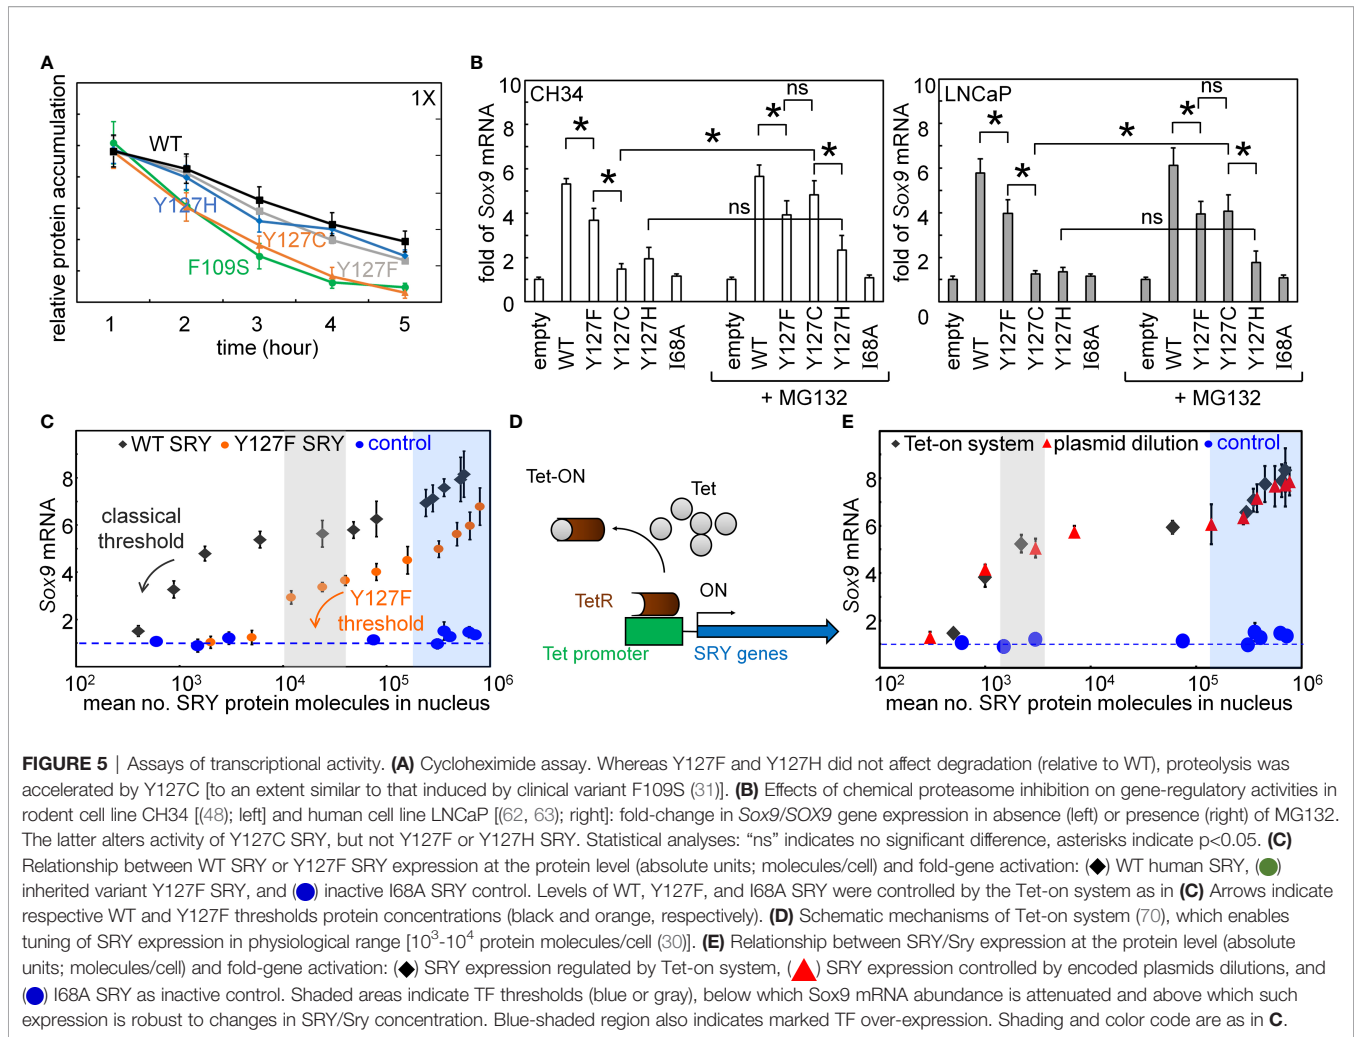 A
relative protein accumulation
1X
WT
Y127H
Y127C
F109S
Y127F
1 2 3 4 5
time (hour)
B
fold of Sox9 mRNA
10
8
6
4
2
0
CH34
* * * ns * * ns
empty WT Y127F Y127C Y127H I68A empty WT Y127F Y127C Y127H I68A
+ MG132
fold of Sox9 mRNA
10
8
6
4
2
0
LNCaP
* * * ns * * ns
empty WT Y127F Y127C Y127H I68A empty WT Y127F Y127C Y127H I68A
+ MG132
C
WT SRY Y127F SRY control
Sox9 mRNA
8
6
4
2
classical
threshold
Y127F
threshold
10² 10³ 10⁴ 10⁵ 10⁶
mean no. SRY protein molecules in nucleus
D
Tet-ON
Tet
TetR
ON
Tet promoter
SRY genes
E
Tet-on system plasmid dilution control
Sox9 mRNA
8
6
4
2
10² 10³ 10⁴ 10⁵ 10⁶
mean no. SRY protein molecules in nucleus
FIGURE 5 | Assays of transcriptional activity. (A) Cycloheximide assay. Whereas Y127F and Y127H did not affect degradation (relative to WT), proteolysis was
accelerated by Y127C [to an extent similar to that induced by clinical variant F109S (31)]. (B) Effects of chemical proteasome inhibition on gene-regulatory activities in
rodent cell line CH34 [(48); left] and human cell line LNCaP [(62, 63); right]: fold-change in Sox9/SOX9 gene expression in absence (left) or presence (right) of MG132.
The latter alters activity of Y127C SRY, but not Y127F or Y127H SRY. Statistical analyses: “ns” indicates no significant difference, asterisks indicate p<0.05. (C)
Relationship between WT SRY or Y127F SRY expression at the protein level (absolute units; molecules/cell) and fold-gene activation: (◆) WT human SRY, (●)
inherited variant Y127F SRY, and (●) inactive I68A SRY control. Levels of WT, Y127F, and I68A SRY were controlled by the Tet-on system as in (C) Arrows indicate
respective WT and Y127F thresholds protein concentrations (black and orange, respectively). (D) Schematic mechanisms of Tet-on system (70), which enables
tuning of SRY expression in physiological range [10³-10⁴ protein molecules/cell (30)]. (E) Relationship between SRY/Sry expression at the protein level (absolute
units; molecules/cell) and fold-gene activation: (◆) SRY expression regulated by Tet-on system, (▲) SRY expression controlled by encoded plasmids dilutions, and
(●) I68A SRY as inactive control. Shaded areas indicate TF thresholds (blue or gray), below which Sox9 mRNA abundance is attenuated and above which such
expression is robust to changes in SRY/Sry concentration. Blue-shaded region also indicates marked TF over-expression. Shading and color code are as in C.